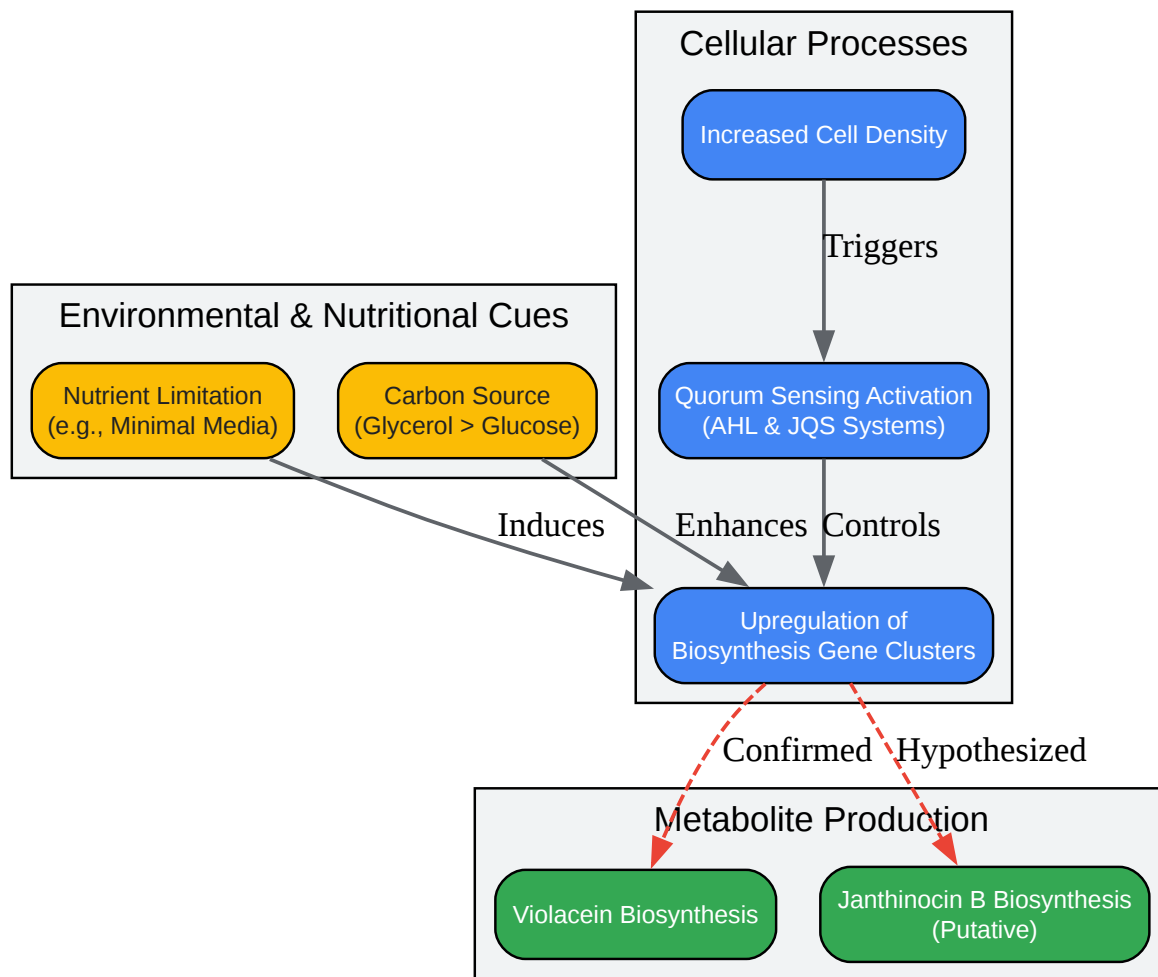 Cellular Processes
Increased Cell Density
Triggers
Environmental & Nutritional Cues
Nutrient Limitation
(e.g., Minimal Media)
Carbon Source
(Glycerol > Glucose)
Quorum Sensing Activation
(AHL & JQS Systems)
Induces
Enhances
Controls
Upregulation of
Biosynthesis Gene Clusters
Confirmed
Hypothesized
Metabolite Production
Violacein Biosynthesis
Janthinocin B Biosynthesis
(Putative)